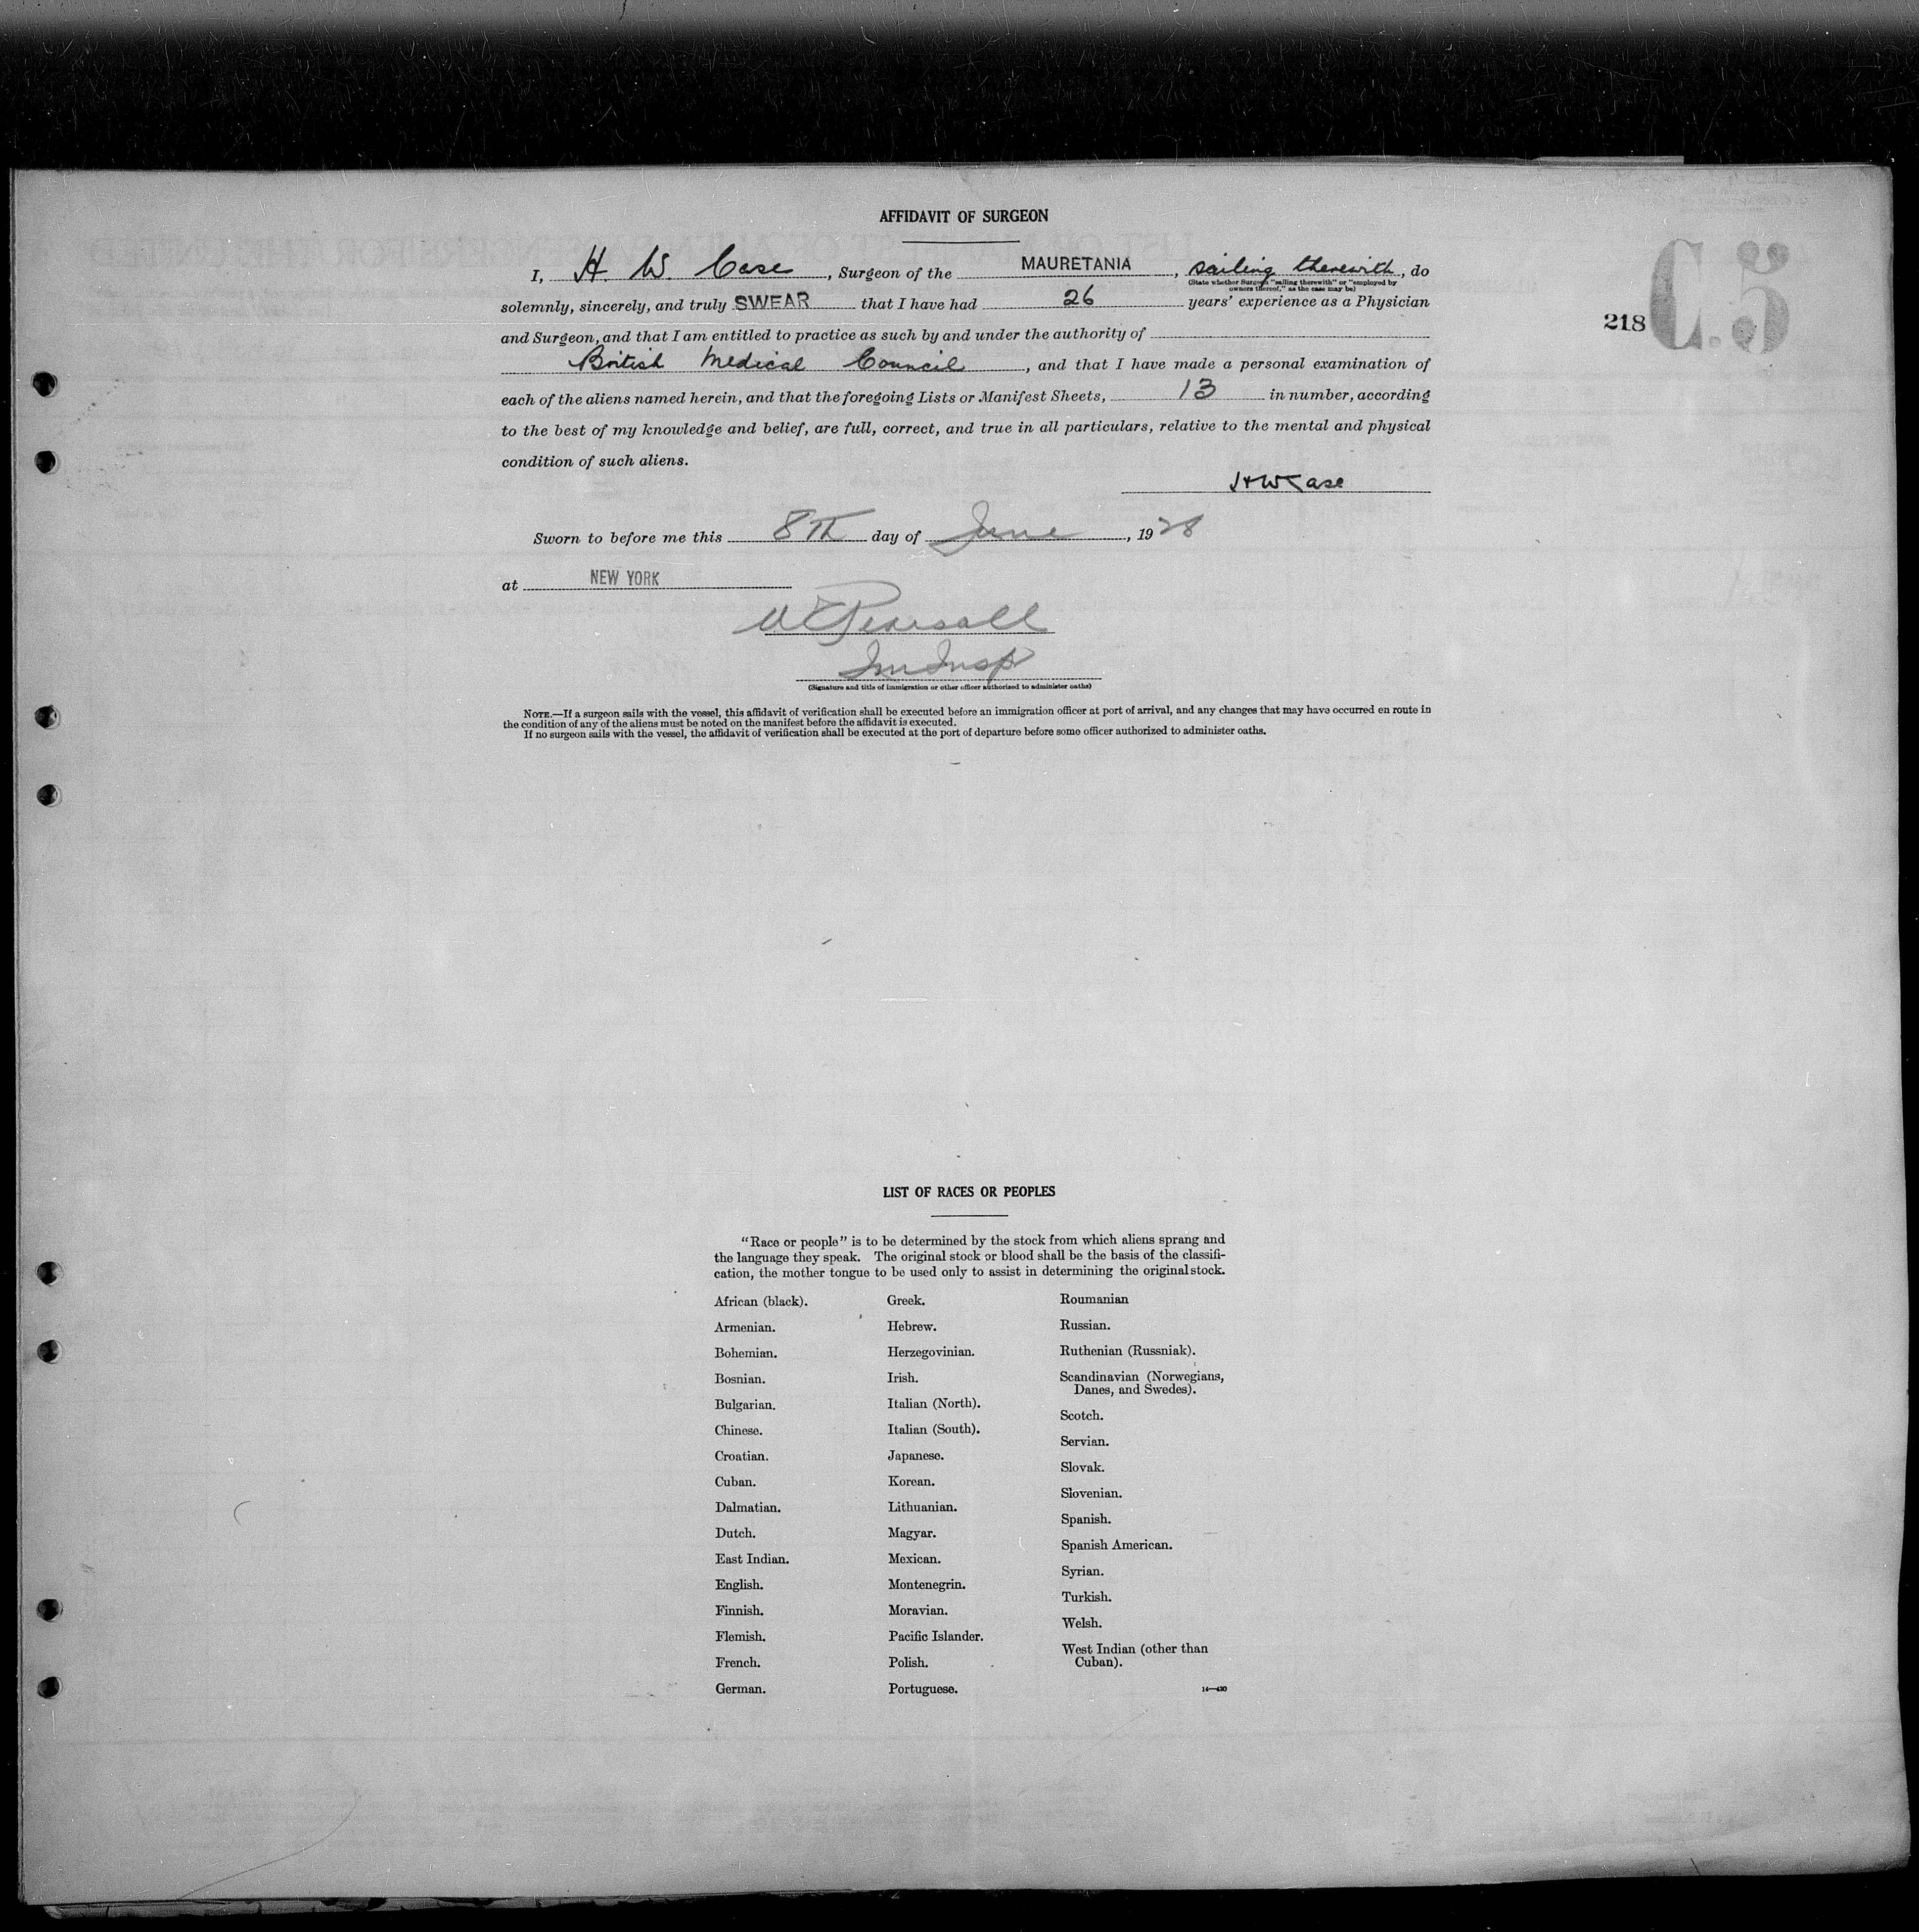 AFFIDAVIT OF SURGEON
C.5
218
I, H. W. Case, Surgeon of the MAURETANIA, sailing therewith, do
(State whether Surgeon "sailing therewith" or "employed by
owners thereof," as the case may be)
solemnly, sincerely, and truly SWEAR that I have had 26 years' experience as a Physician
and Surgeon, and that I am entitled to practice as such by and under the authority of
British Medical Council, and that I have made a personal examination of
each of the aliens named herein, and that the foregoing Lists or Manifest Sheets, 13 in number, according
to the best of my knowledge and belief, are full, correct, and true in all particulars, relative to the mental and physical
condition of such aliens.
HW Case
Sworn to before me this 8TH day of June, 1928
at NEW YORK
Pearsall
Im Insp
(Signature and title of immigration or other officer authorized to administer oaths)
NOTE.—If a surgeon sails with the vessel, this affidavit of verification shall be executed before an immigration officer at port of arrival, and any changes that may have occurred en route in
the condition of any of the aliens must be noted on the manifest before the affidavit is executed.
If no surgeon sails with the vessel, the affidavit of verification shall be executed at the port of departure before some officer authorized to administer oaths.
LIST OF RACES OR PEOPLES
"Race or people" is to be determined by the stock from which aliens sprang and
the language they speak. The original stock or blood shall be the basis of the classifi-
cation, the mother tongue to be used only to assist in determining the original stock.
African (black).
Armenian.
Bohemian.
Bosnian.
Bulgarian.
Chinese.
Croatian.
Cuban.
Dalmatian.
Dutch.
East Indian.
English.
Finnish.
Flemish.
French.
German.
Greek.
Hebrew.
Herzegovinian.
Irish.
Italian (North).
Italian (South).
Japanese.
Korean.
Lithuanian.
Magyar.
Mexican.
Montenegrin.
Moravian.
Pacific Islander.
Polish.
Portuguese.
Roumanian
Russian.
Ruthenian (Russniak).
Scandinavian (Norwegians,
Danes, and Swedes).
Scotch.
Servian.
Slovak.
Slovenian.
Spanish.
Spanish American.
Syrian.
Turkish.
Welsh.
West Indian (other than
Cuban).
14—430